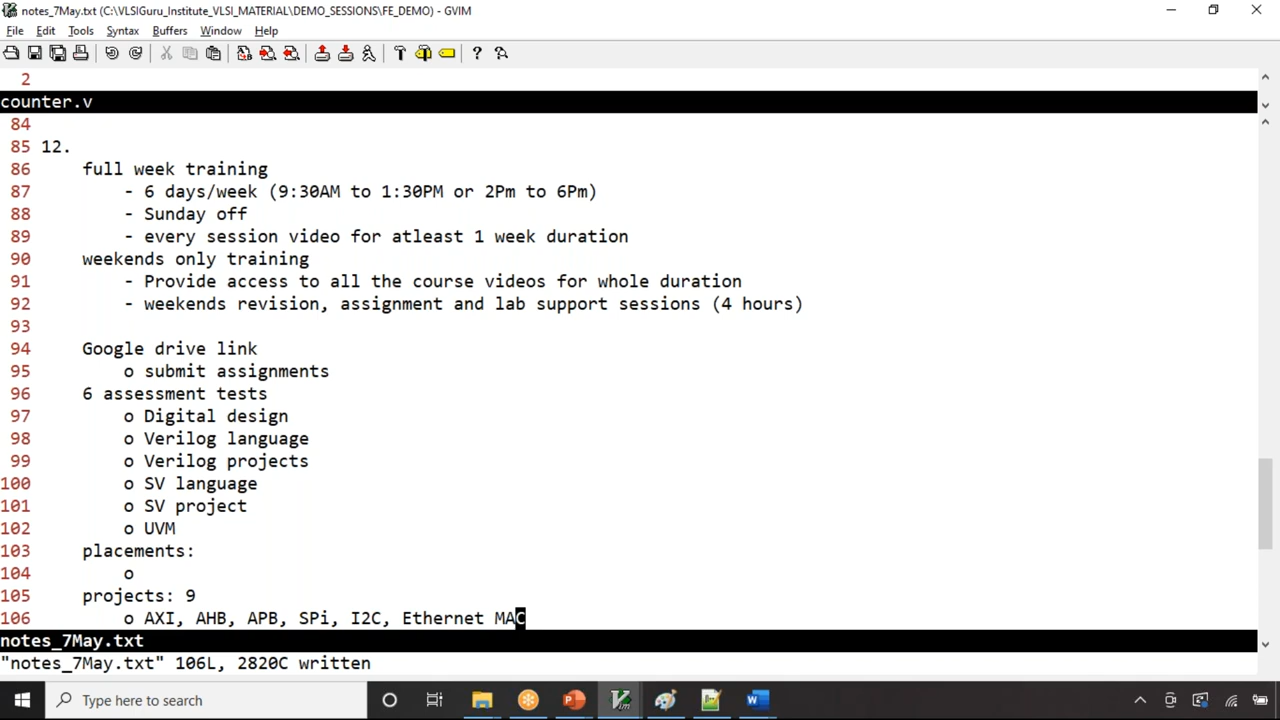 notes_7May.txt (C:\VLSIGuru_Institute_VLSI_MATERIAL\DEMO_SESSIONS\FE_DEMO) - GVIM
File Edit Tools Syntax Buffers Window Help
2
counter.v
84
85 12.
86 full week training
87 - 6 days/week (9:30AM to 1:30PM or 2Pm to 6Pm)
88 - Sunday off
89 - every session video for atleast 1 week duration
90 weekends only training
91 - Provide access to all the course videos for whole duration
92 - weekends revision, assignment and lab support sessions (4 hours)
93
94 Google drive link
95 o submit assignments
96 6 assessment tests
97 o Digital design
98 o Verilog language
99 o Verilog projects
100 o SV language
101 o SV project
102 o UVM
103 placements:
104 o
105 projects: 9
106 o AXI, AHB, APB, SPi, I2C, Ethernet MAC
notes_7May.txt
"notes_7May.txt" 106L, 2820C written
Type here to search